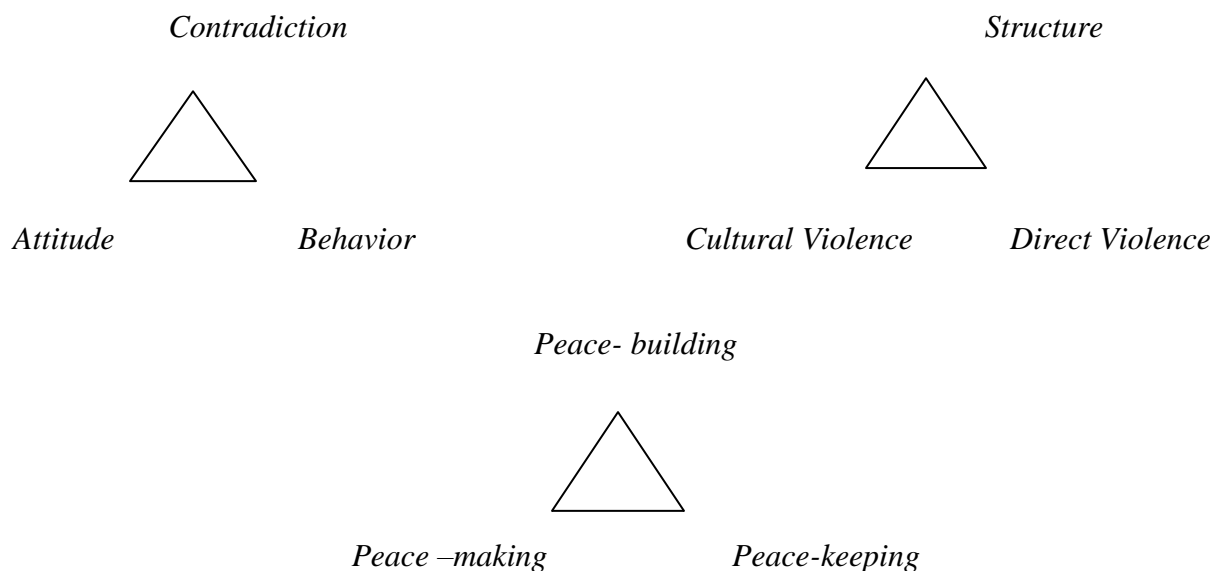 Contradiction Structure
Attitude Behavior Cultural Violence Direct Violence
Peace- building
Peace –making Peace-keeping